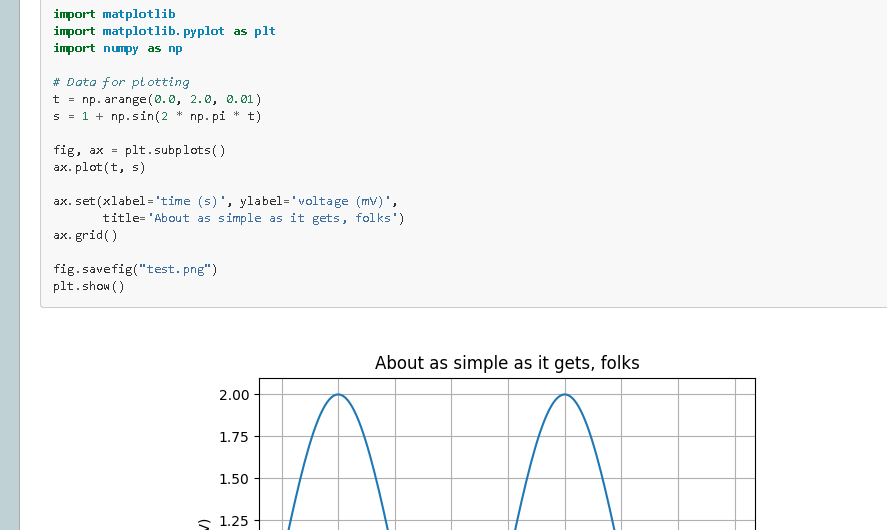 import matplotlib
import matplotlib.pyplot as plt
import numpy as np
# Data for plotting
t = np.arange(0.0, 2.0, 0.01)
s = 1 + np.sin(2 * np.pi * t)
fig, ax = plt.subplots()
ax.plot(t, s)
ax.set(xlabel='time (s)', ylabel='voltage (mV)',
       title='About as simple as it gets, folks')
ax.grid()
fig.savefig("test.png")
plt.show()
About as simple as it gets, folks
2.00
1.75
1.50
1.25